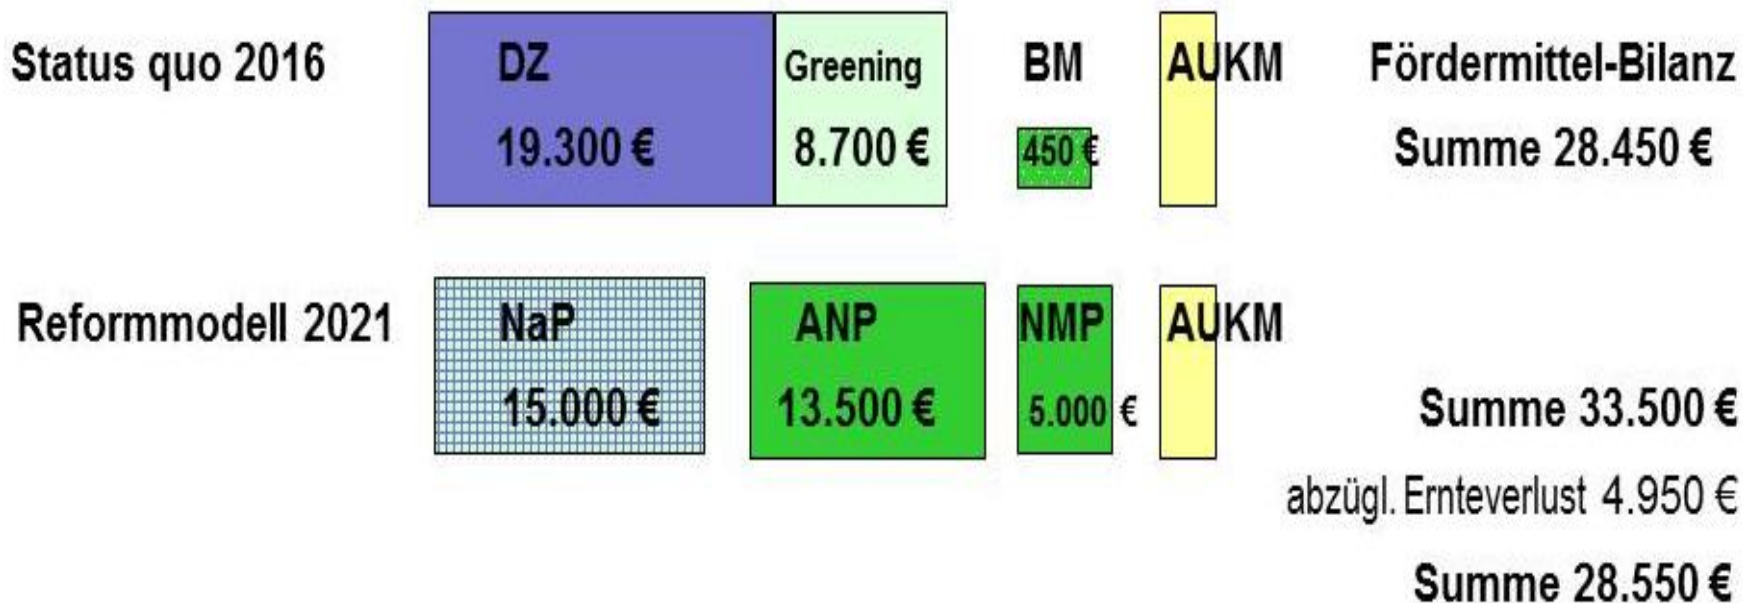 Status quo 2016 DZ Greening BM AUKM Fördermittel-Bilanz
19.300 € 8.700 € 450 € Summe 28.450 €
Reformmodell 2021 NaP ANP NMP AUKM
15.000 € 13.500 € 5.000 € Summe 33.500 €
abzügl. Ernteverlust 4.950 €
Summe 28.550 €